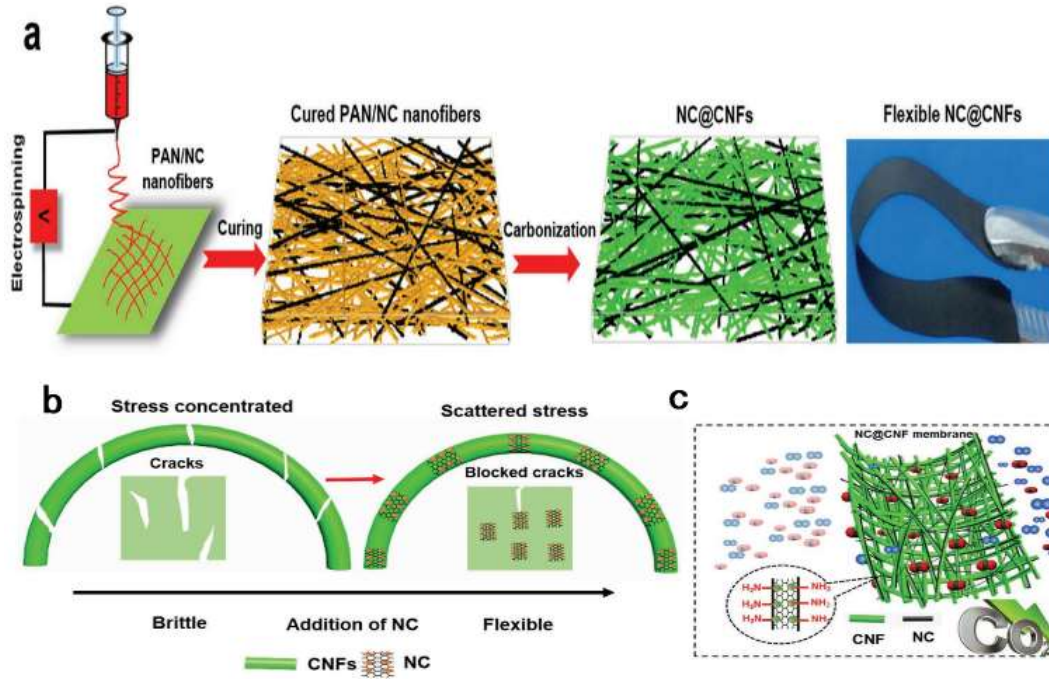 a
Electrospinning
V
PAN/NC
nanofibers
Curing
Cured PAN/NC nanofibers
Carbonization
NC@CNFs
Flexible NC@CNFs
b
Stress concentrated
Cracks
Scattered stress
Blocked cracks
Brittle
Addition of NC
Flexible
CNFs
NC
c
NC@CNF membrane
H₂N
NH₂
H₂N
NH₂
H₂N
CNF
NC